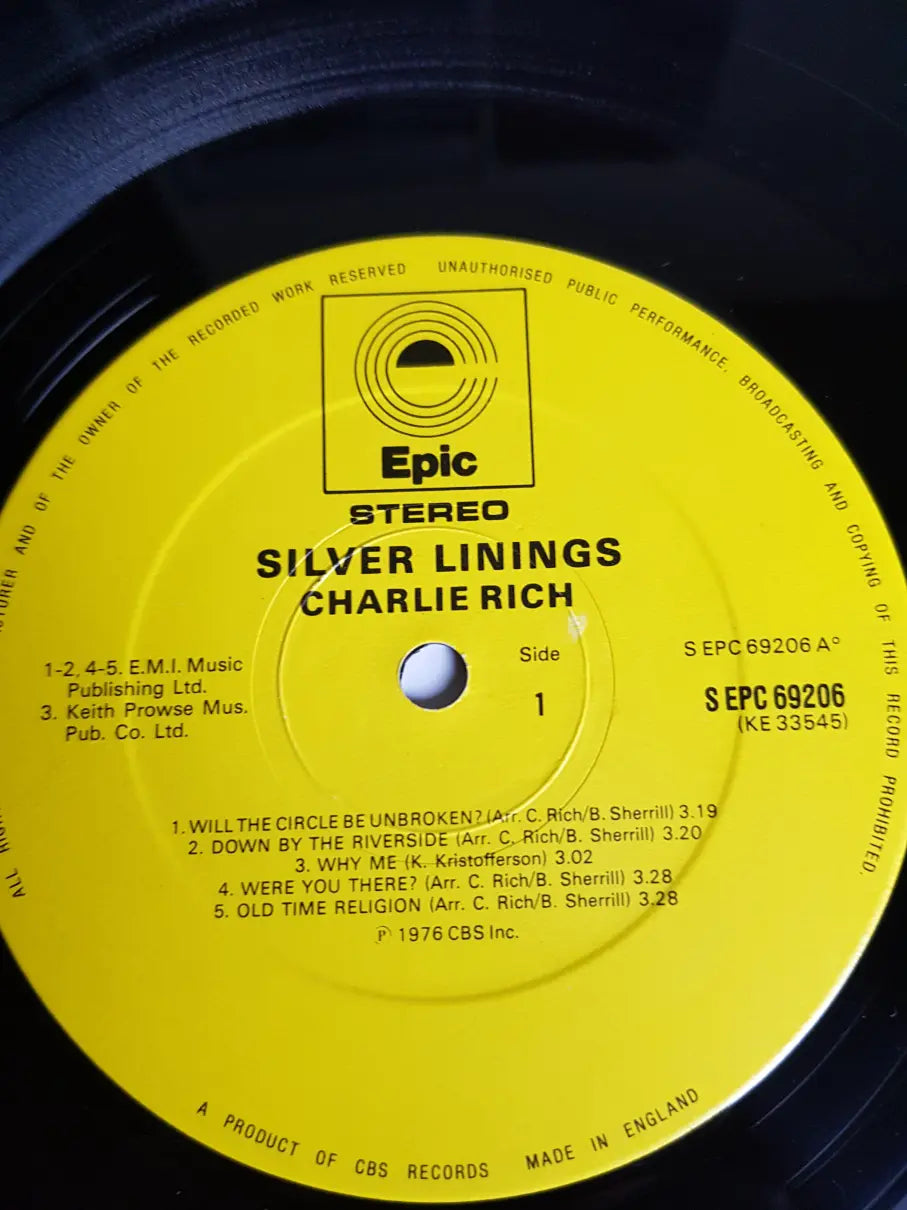 TURER AND OF THE OWNER OF THE RECORDED WORK RESERVED UNAUTHORISED PUBLIC PERFORMANCE, BROADCASTING AND COPYING OF THIS RECORD PROHIBITED.
Epic
STEREO
SILVER LININGS
CHARLIE RICH
1-2, 4-5. E.M.I. Music
Publishing Ltd.
3. Keith Prowse Mus.
Pub. Co. Ltd.
Side
1
S EPC 69206 A°
S EPC 69206
(KE 33545)
1. WILL THE CIRCLE BE UNBROKEN? (Arr. C. Rich/B. Sherrill) 3.19
2. DOWN BY THE RIVERSIDE (Arr. C. Rich/B. Sherrill) 3.20
3. WHY ME (K. Kristofferson) 3.02
4. WERE YOU THERE? (Arr. C. Rich/B. Sherrill) 3.28
5. OLD TIME RELIGION (Arr. C. Rich/B. Sherrill) 3.28
℗ 1976 CBS Inc.
ALL
A PRODUCT OF CBS RECORDS MADE IN ENGLAND